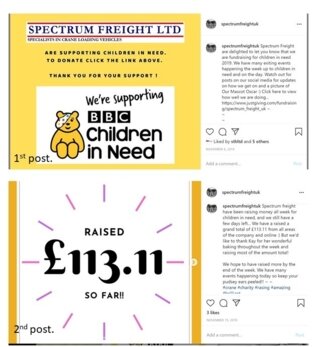 SPECTRUM FREIGHT LTD
SPECIALISTS IN CRANE LOADING VEHICLES
ARE SUPPORTING CHILDREN IN NEED.
TO DONATE CLICK THE LINK ABOVE.
THANK YOU FOR YOUR SUPPORT !
We're supporting
BBC
Children
in Need
1st post.
spectrumfreightuk
spectrumfreightuk Spectrum Freight
are delighted to let you know that we
are fundraising for children in need
2019. We have many exiting events
happening the week up to children in
need and on the day. Watch out for
posts on our social media for updates
on how we get on and a picture of
Our Mascot Oscar :) Click here to view
how well we are doing..
https://www.justgiving.com/fundraisin
g/spectrum_freight_uk
Liked by and 5 others
NOVEMBER
Add a comment...
Post
RAISED
£113.11
SO FAR!!
2nd post.
spectrumfreightuk
spectrumfreightuk Spectrum freight
have been raising money all week for
children in need, and we still have a
few days left... We have raised a
grand total of £113.11 from all areas
of the company and online :) But we'd
like to thank Kay for her wonderful
baking throughout the week and
raising most of the amount total!
We hope to have raised more by the
end of the week. We have many
events happening today so keep your
pudsey ears peeled!!
#crane #charity #rasing #amazing
3 likes
NOVEMBER 2019
Add a comment...
Post